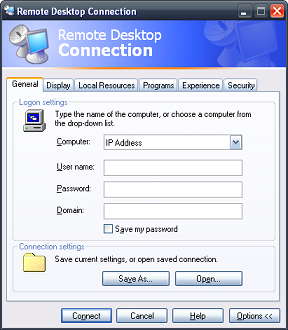 Remote Desktop Connection
Remote Desktop
Connection
General Display Local Resources Programs Experience Security
Logon settings
Type the name of the computer, or choose a computer from
the drop-down list.
Computer: IP Address
User name:
Password:
Domain:
Save my password
Connection settings
Save current settings, or open saved connection.
Save As... Open...
Connect Cancel Help Options <<